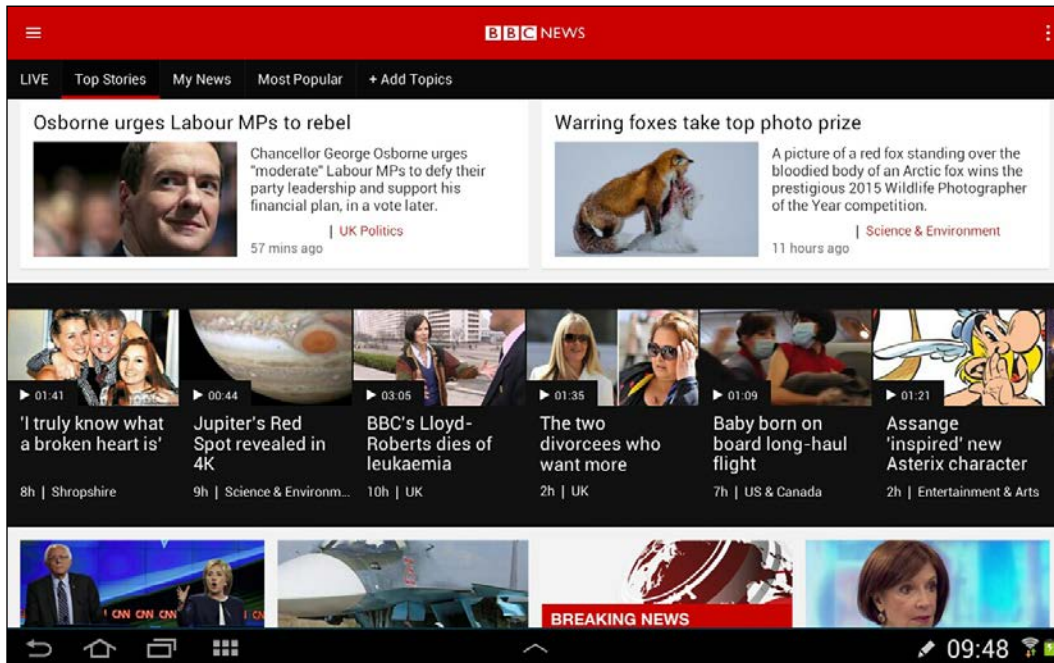 BBC NEWS
LIVE
Top Stories
My News
Most Popular
+ Add Topics
Osborne urges Labour MPs to rebel
Chancellor George Osborne urges
"moderate" Labour MPs to defy their
party leadership and support his
financial plan, in a vote later.
| UK Politics
57 mins ago
Warring foxes take top photo prize
A picture of a red fox standing over the
bloodied body of an Arctic fox wins the
prestigious 2015 Wildlife Photographer
of the Year competition.
| Science & Environment
11 hours ago
01:41
'I truly know what
a broken heart is'
8h | Shropshire
00:44
Jupiter's Red
Spot revealed in
4K
9h | Science & Environm...
03:05
BBC's Lloyd-
Roberts dies of
leukaemia
10h | UK
01:35
The two
divorcees who
want more
2h | UK
01:09
Baby born on
board long-haul
flight
7h | US & Canada
01:21
Assange
'inspired' new
Asterix character
2h | Entertainment & Arts
CNN CNN CNN
BREAKING NEWS
09:48